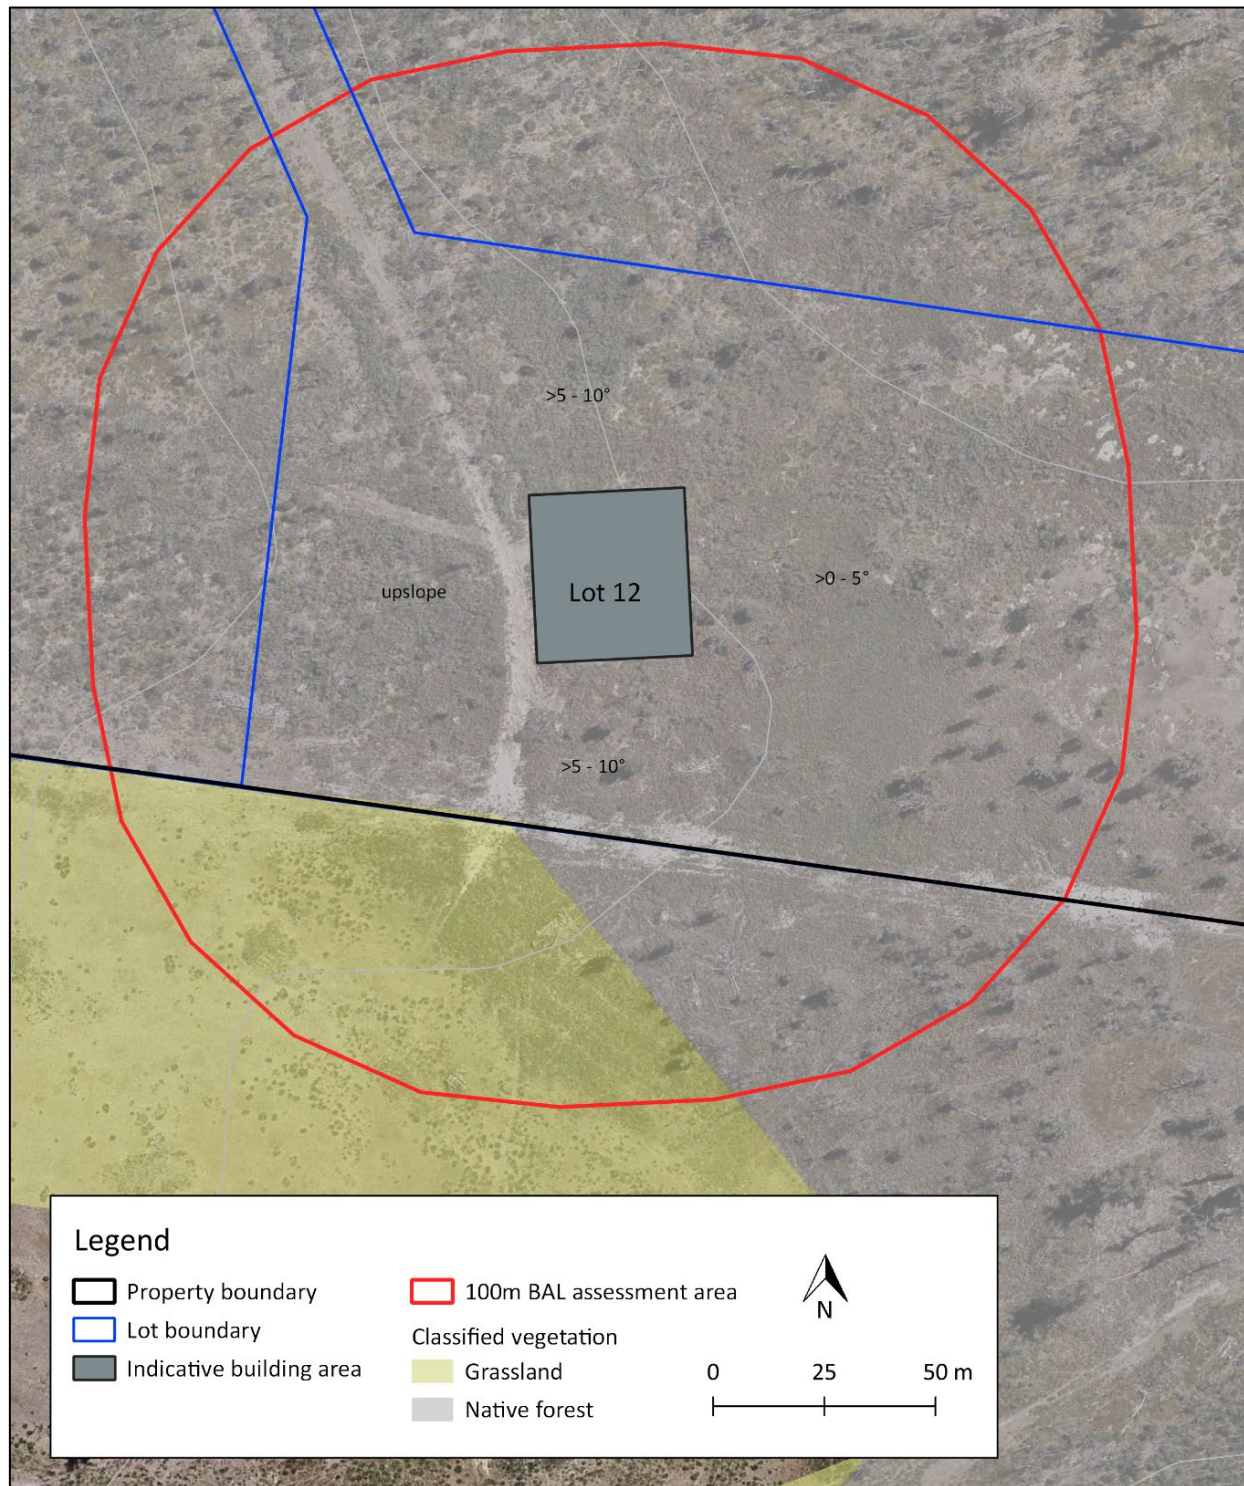 >5 - 10°
>0 - 5°
upslope
Lot 12
>5 - 10°
Legend
Property boundary
Lot boundary
Indicative building area
100m BAL assessment area
Classified vegetation
Grassland
Native forest
N
0 25 50 m